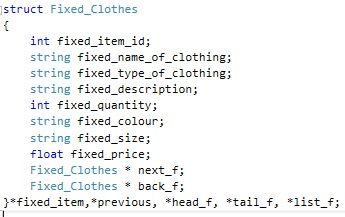 struct Fixed_Clothes
{
int fixed_item_id;
string fixed_name_of_clothing;
string fixed_type_of_clothing;
string fixed_description;
int fixed_quantity;
string fixed_colour;
string fixed_size;
float fixed_price;
Fixed_Clothes * next_f;
Fixed_Clothes * back_f;
}*fixed_item,*previous, *head_f, *tail_f, *list_f;